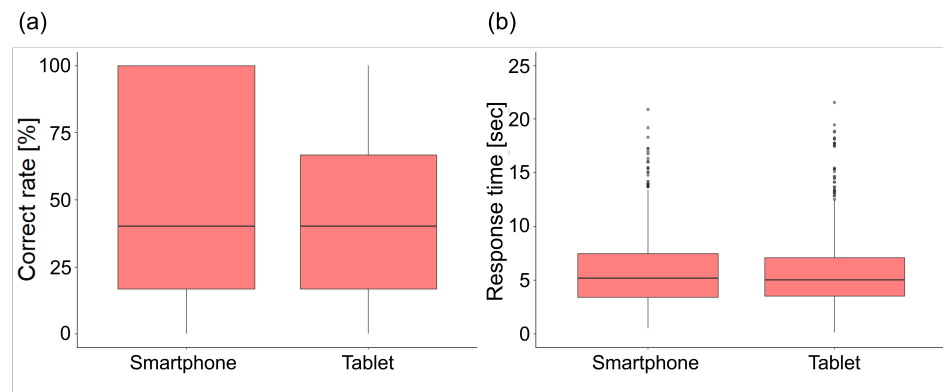 (a)
Correct rate [%]
100
75
50
25
0
Smartphone Tablet
(b)
Response time [sec]
25
20
15
10
5
0
Smartphone Tablet